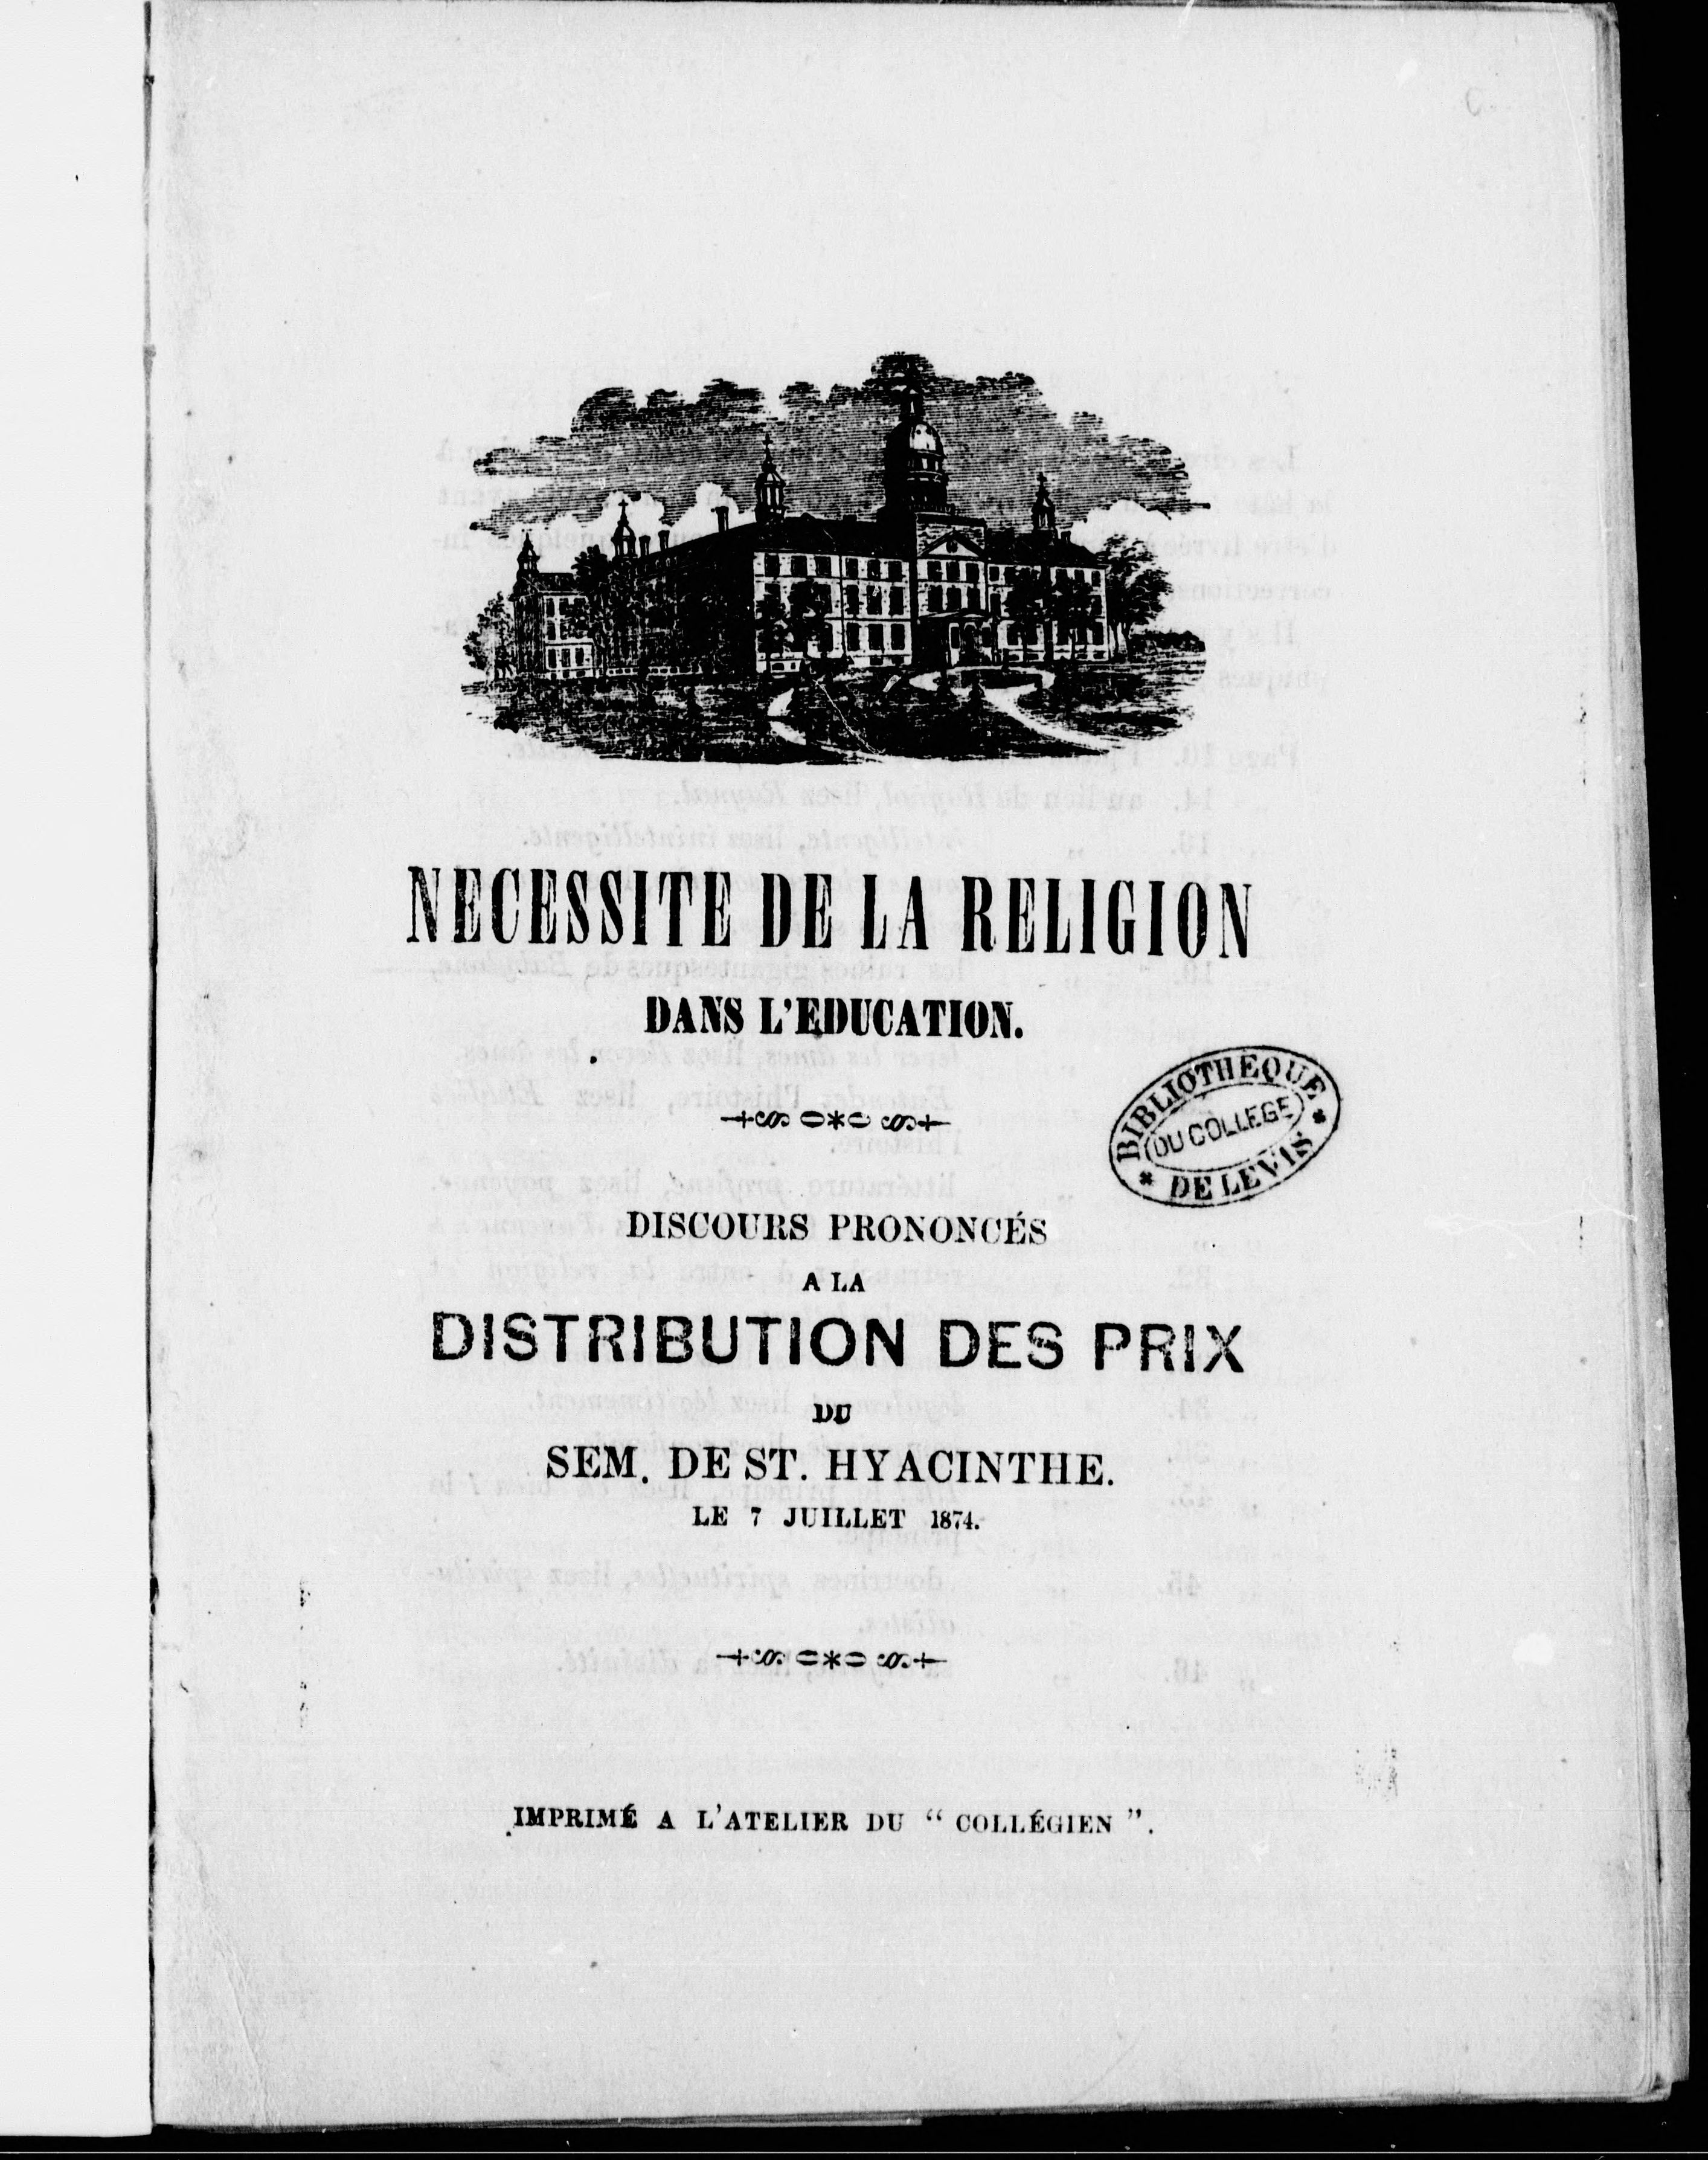 NECESSITE DE LA RELIGION
DANS L'EDUCATION.
BIBLIOTHEQUE
DU COLLEGE
DE LEVIS
DISCOURS PRONONCÉS
A LA
DISTRIBUTION DES PRIX
DU
SEM. DE ST. HYACINTHE.
LE 7 JUILLET 1874.
IMPRIMÉ A L'ATELIER DU " COLLÉGIEN ".